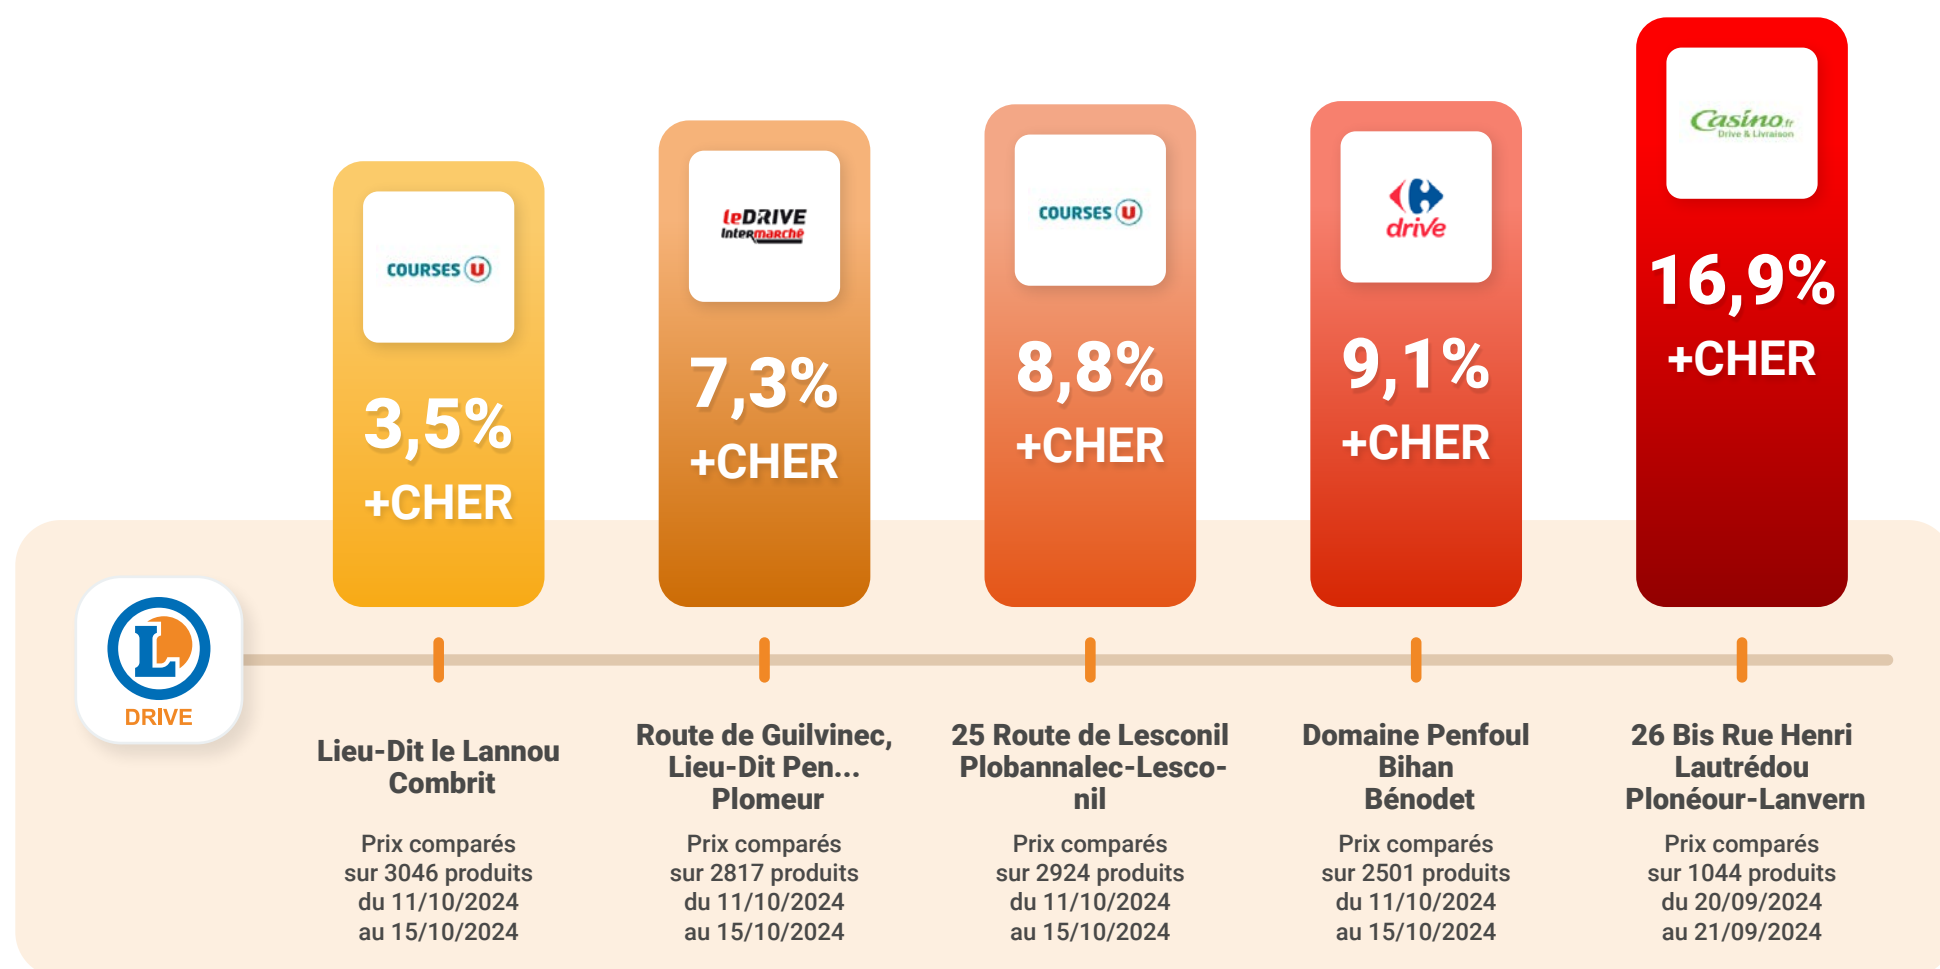 COURSES U
3,5%
+CHER
leDRIVE
Intermarché
7,3%
+CHER
COURSES U
8,8%
+CHER
drive
9,1%
+CHER
Casino.fr
Drive & Livraison
16,9%
+CHER
L
DRIVE
Lieu-Dit le Lannou
Combrit
Prix comparés
sur 3046 produits
du 11/10/2024
au 15/10/2024
Route de Guilvinec,
Lieu-Dit Pen...
Plomeur
Prix comparés
sur 2817 produits
du 11/10/2024
au 15/10/2024
25 Route de Lesconil
Plobannalec-Lesco-
nil
Prix comparés
sur 2924 produits
du 11/10/2024
au 15/10/2024
Domaine Penfoul
Bihan
Bénodet
Prix comparés
sur 2501 produits
du 11/10/2024
au 15/10/2024
26 Bis Rue Henri
Lautrédou
Plonéour-Lanvern
Prix comparés
sur 1044 produits
du 20/09/2024
au 21/09/2024